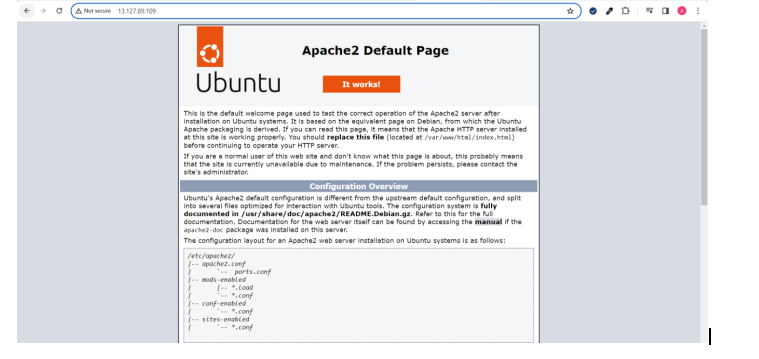 Not secure 13.127.89.109
Apache2 Default Page
Ubuntu
It works!
This is the default welcome page used to test the correct operation of the Apache2 server after
installation on Ubuntu systems. It is based on the equivalent page on Debian, from which the Ubuntu
Apache packaging is derived. If you can read this page, it means that the Apache HTTP server installed
at this site is working properly. You should replace this file (located at /var/www/html/index.html)
before continuing to operate your HTTP server.
If you are a normal user of this web site and don't know what this page is about, this probably means
that the site is currently unavailable due to maintenance. If the problem persists, please contact the
site's administrator.
Configuration Overview
Ubuntu's Apache2 default configuration is different from the upstream default configuration, and split
into several files optimized for interaction with Ubuntu tools. The configuration system is fully
documented in /usr/share/doc/apache2/README.Debian.gz. Refer to this for the full
documentation. Documentation for the web server itself can be found by accessing the manual if the
apache2-doc package was installed on this server.
The configuration layout for an Apache2 web server installation on Ubuntu systems is as follows:
/etc/apache2/
|-- apache2.conf
|       `--  ports.conf
|-- mods-enabled
|       |-- *.load
|       `-- *.conf
|-- conf-enabled
|       `-- *.conf
|-- sites-enabled
|       `-- *.conf